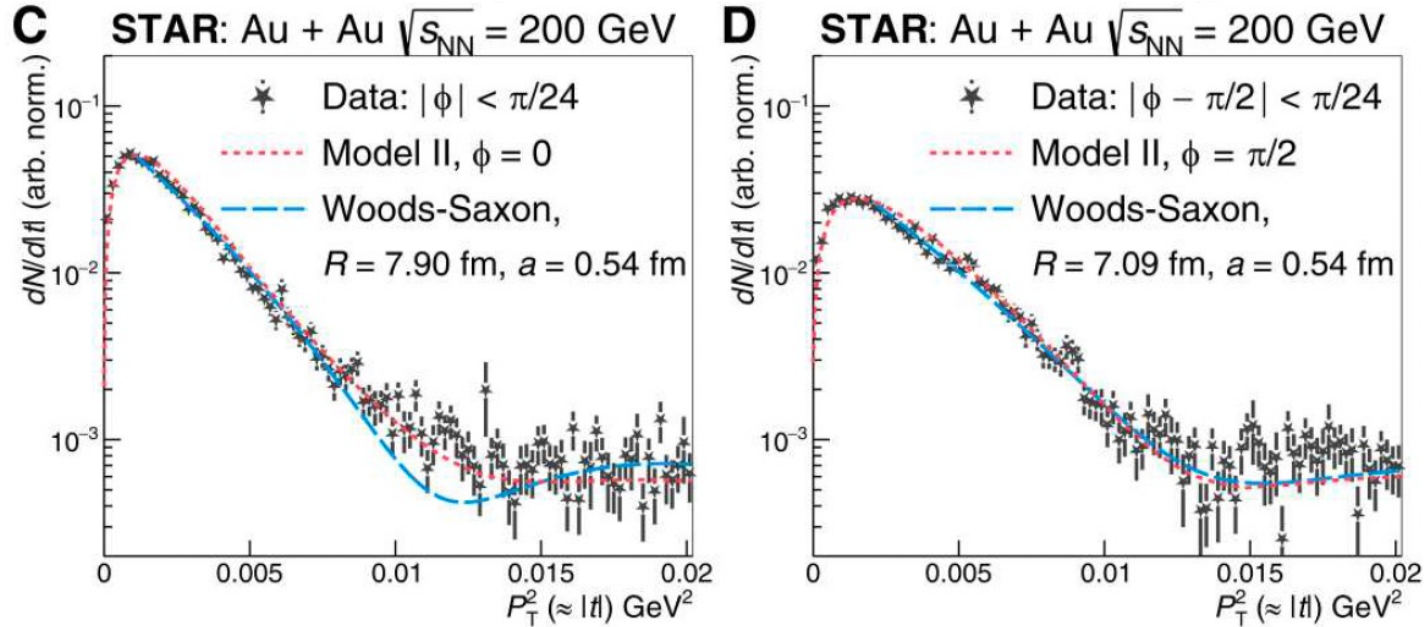 C STAR: Au + Au √sNN = 200 GeV
dN/d|t| (arb. norm.)
10⁻¹
10⁻²
10⁻³
Data: |ϕ| < π/24
Model II, ϕ = 0
Woods-Saxon,
R = 7.90 fm, a = 0.54 fm
0 0.005 0.01 0.015 0.02
P²T (≈ |t|) GeV²
D STAR: Au + Au √sNN = 200 GeV
dN/d|t| (arb. norm.)
10⁻¹
10⁻²
10⁻³
Data: |ϕ − π/2| < π/24
Model II, ϕ = π/2
Woods-Saxon,
R = 7.09 fm, a = 0.54 fm
0 0.005 0.01 0.015 0.02
P²T (≈ |t|) GeV²